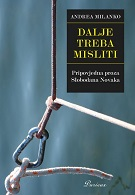 ANDREA MILANKO
DALJE
TREBA
MISLITI
Pripovjedna proza
Slobodana Novaka
Disput